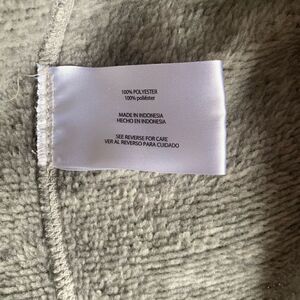 100% POLYESTER
100% poliéster
MADE IN INDONESIA
HECHO EN INDONESIA
SEE REVERSE FOR CARE
VER AL REVERSO PARA CUIDADO